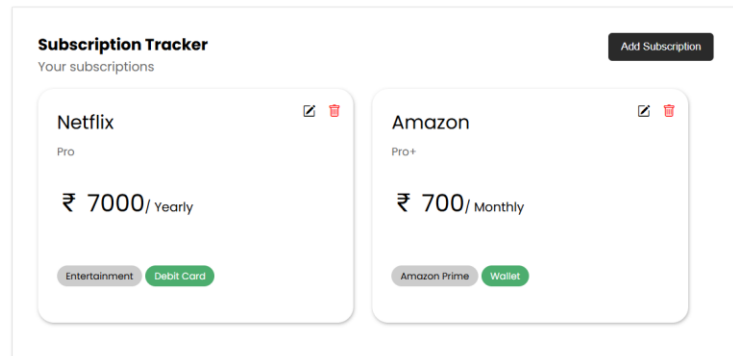 Subscription Tracker
Add Subscription
Your subscriptions
Netflix
Pro
₹ 7000/ Yearly
Entertainment Debit Card
Amazon
Pro+
₹ 700/ Monthly
Amazon Prime Wallet